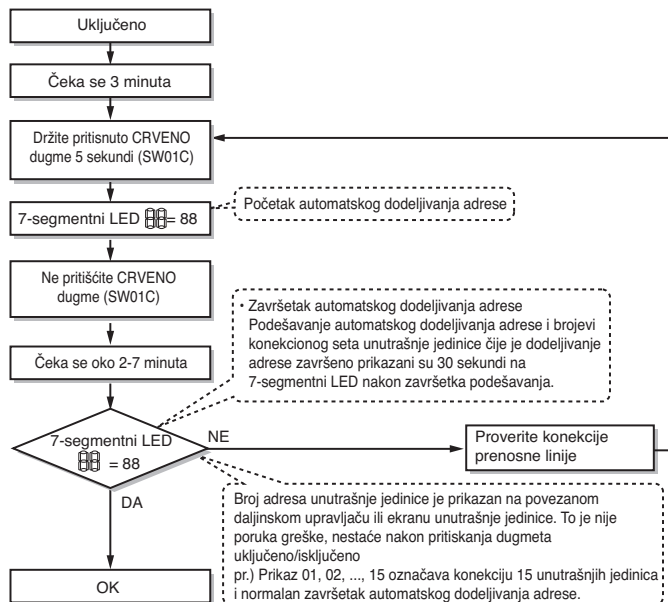 Uključeno
Čeka se 3 minuta
Držite pritisnuto CRVENO
dugme 5 sekundi (SW01C)
7-segmentni LED 88 = 88
Početak automatskog dodeljivanja adrese
Ne pritišćite CRVENO
dugme (SW01C)
• Završetak automatskog dodeljivanja adrese
Podešavanje automatskog dodeljivanja adrese i brojevi
konekcionog seta unutrašnje jedinice čije je dodeljivanje
adrese završeno prikazani su 30 sekundi na
7-segmentni LED nakon završetka podešavanja.
Čeka se oko 2-7 minuta
7-segmentni LED
88 = 88
NE
Proverite konekcije
prenosne linije
DA
Broj adresa unutrašnje jedinice je prikazan na povezanom
daljinskom upravljaču ili ekranu unutrašnje jedinice. To je nije
poruka greške, nestaće nakon pritiskanja dugmeta
uključeno/isključeno
pr.) Prikaz 01, 02, ..., 15 označava konekciju 15 unutrašnjih jedinica
i normalan završetak automatskog dodeljivanja adrese.
OK